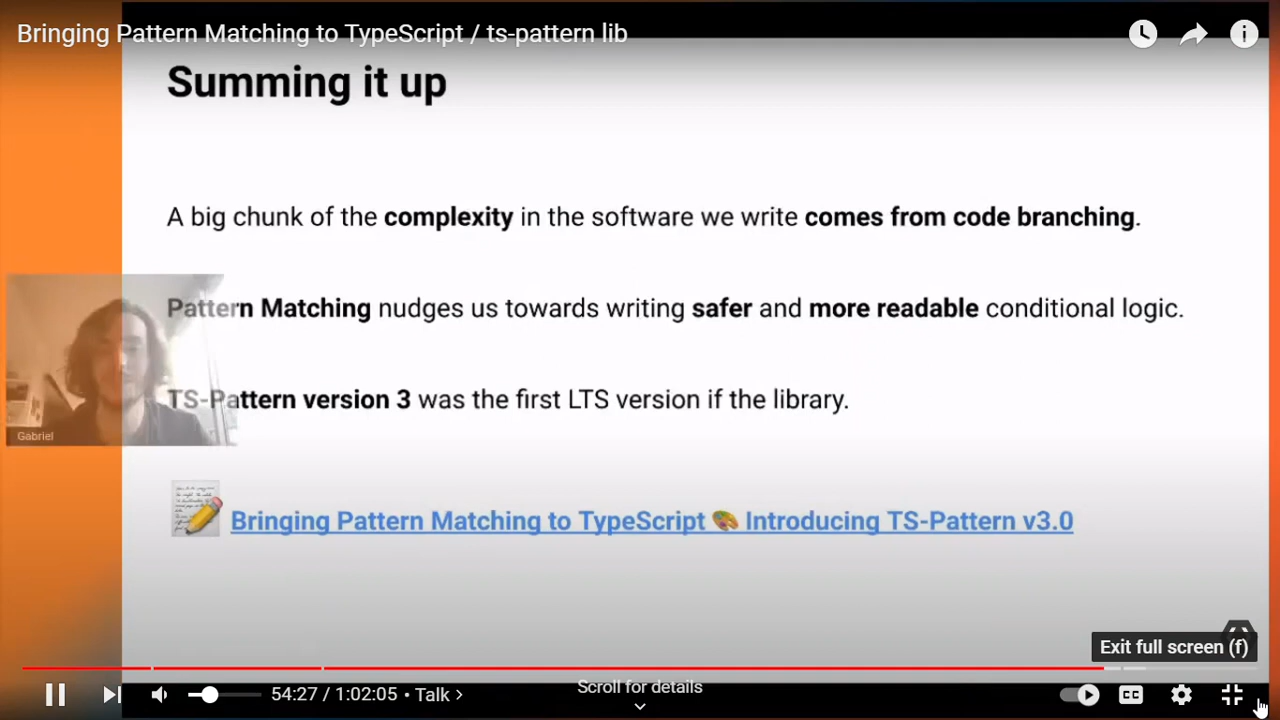 Bringing Pattern Matching to TypeScript / ts-pattern lib
Summing it up
A big chunk of the complexity in the software we write comes from code branching.
Pattern Matching nudges us towards writing safer and more readable conditional logic.
TS-Pattern version 3 was the first LTS version if the library.
Gabriel
Bringing Pattern Matching to TypeScript 🎨 Introducing TS-Pattern v3.0
Exit full screen (f)
54:27 / 1:02:05 • Talk >
Scroll for details
CC